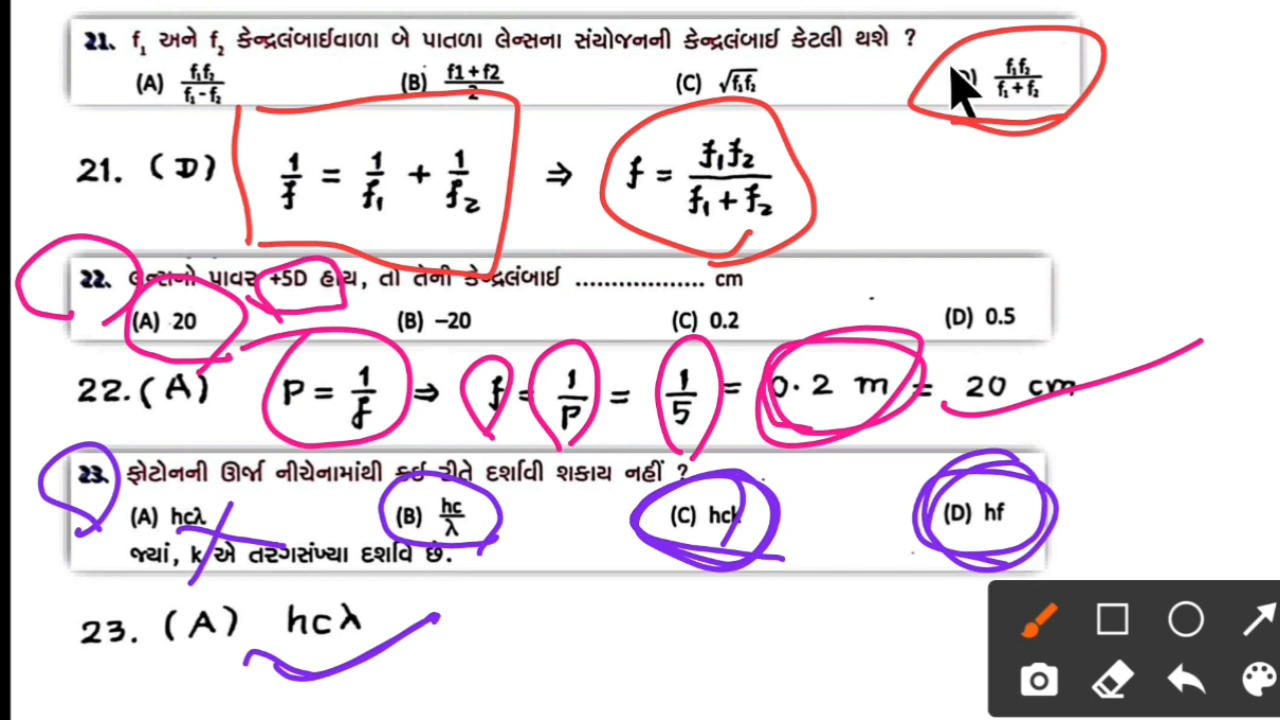 21. f₁ અને f₂ કેન્દ્રલંબાઈવાળા બે પાતળા લેન્સના સંયોજનની કેન્દ્રલંબાઈ કેટલી થશે ?
(A) f₁f₂/f₁-f₂ (B) f1+f2/2 (C) √f₁f₂ f₁f₂/f₁+f₂
21. (D) 1/f = 1/f₁ + 1/f₂ ⇒ f = f₁f₂/f₁ + f₂
22. લેન્સનો પાવર +5D હોય, તો તેની કેન્દ્રલંબાઈ .................. cm
(A) 20 (B) –20 (C) 0.2 (D) 0.5
22. (A) P = 1/f ⇒ f = 1/P = 1/5 = 0.2 m = 20 cm
23. ફોટોનની ઊર્જા નીચેનામાંથી કઈ રીતે દર્શાવી શકાય નહીં ?
(A) hcλ (B) hc/λ (C) hck (D) hf
જ્યાં, k એ તરંગસંખ્યા દર્શાવે છે.
23. (A) hcλ